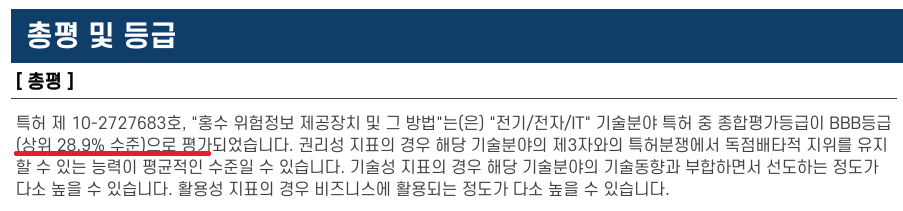 총평 및 등급
[ 총평 ]
특허 제 10-2727683호, "홍수 위험정보 제공장치 및 그 방법"는(은) "전기/전자/IT" 기술분야 특허 중 종합평가등급이 BBB등급
(상위 28.9% 수준)으로 평가되었습니다. 권리성 지표의 경우 해당 기술분야의 제3자와의 특허분쟁에서 독점배타적 지위를 유지
할 수 있는 능력이 평균적인 수준일 수 있습니다. 기술성 지표의 경우 해당 기술분야의 기술동향과 부합하면서 선도하는 정도가
다소 높을 수 있습니다. 활용성 지표의 경우 비즈니스에 활용되는 정도가 다소 높을 수 있습니다.